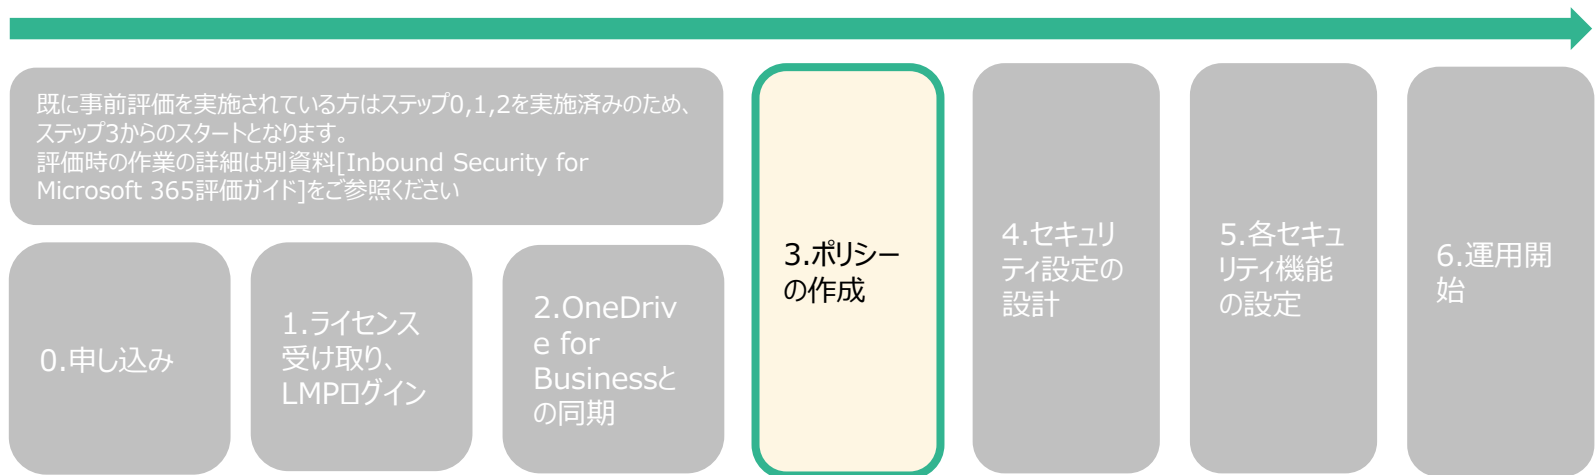 既に事前評価を実施されている方はステップ0,1,2を実施済みのため、
ステップ3からのスタートとなります。
評価時の作業の詳細は別資料[Inbound Security for
Microsoft 365評価ガイド]をご参照ください
0.申し込み
1.ライセンス
受け取り、
LMPログイン
2.OneDriv
e for
Businessと
の同期
3.ポリシー
の作成
4.セキュリ
ティ設定の
設計
5.各セキュ
リティ機能
の設定
6.運用開
始